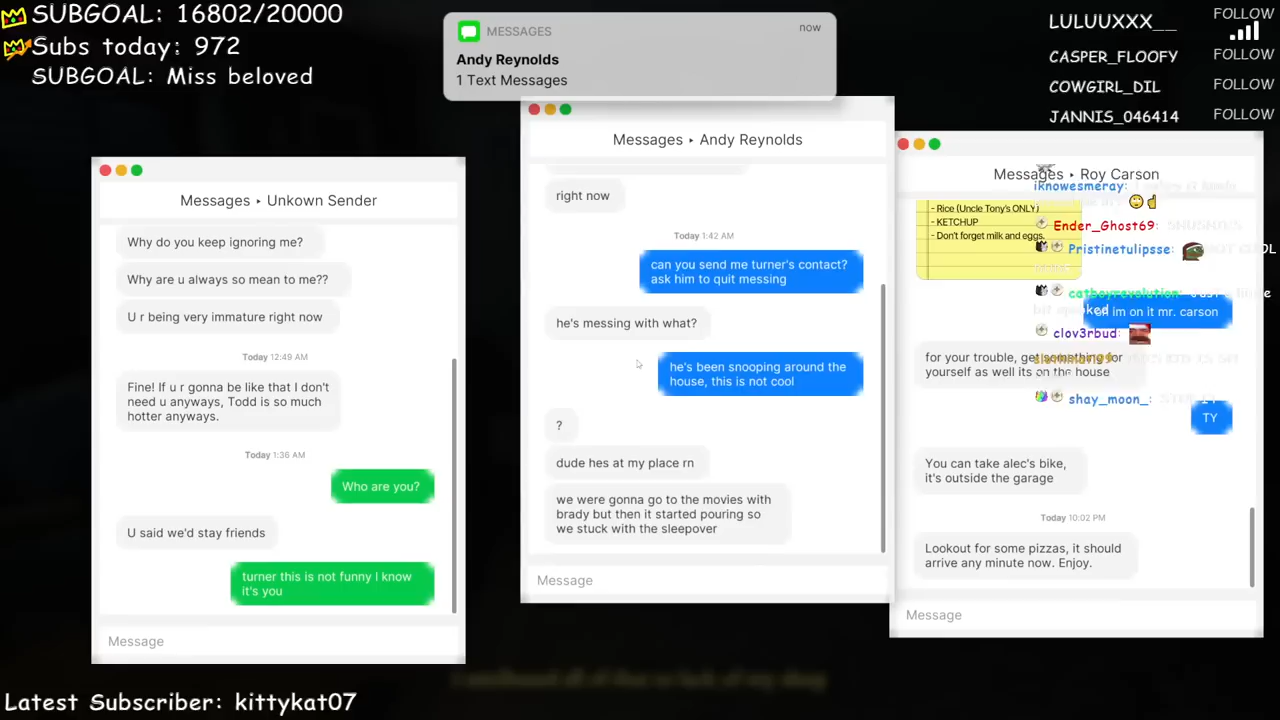 SUBGOAL: 16802/20000
Subs today: 972
SUBGOAL: Miss beloved
MESSAGES
now
Andy Reynolds
1 Text Messages
LULUUXXX__ FOLLOW
CASPER_FLOOFY FOLLOW
COWGIRL_DIL FOLLOW
JANNIS_046414 FOLLOW
Messages ‣ Unkown Sender
Why do you keep ignoring me?
Why are u always so mean to me??
U r being very immature right now
Today 12:49 AM
Fine! If u r gonna be like that I don't
need u anyways, Todd is so much
hotter anyways.
Today 1:36 AM
Who are you?
U said we'd stay friends
turner this is not funny I know
it's you
Message
Messages ‣ Andy Reynolds
right now
Today 1:42 AM
can you send me turner's contact?
ask him to quit messing
he's messing with what?
he's been snooping around the
house, this is not cool
?
dude hes at my place rn
we were gonna go to the movies with
brady but then it started pouring so
we stuck with the sleepover
Message
Messages ‣ Roy Carson
- Rice (Uncle Tony's ONLY)
- KETCHUP
- Don't forget milk and eggs.
im on it mr. carson
for your trouble, get something for
yourself as well its on the house
TY
You can take alec's bike,
it's outside the garage
Today 10:02 PM
Lookout for some pizzas, it should
arrive any minute now. Enjoy.
Message
iknowesmeray:
Ender_Ghost69:
Pristinetulipsse:
catboyrevolution:
clov3rbud:
shay_moon_:
Latest Subscriber: kittykat07